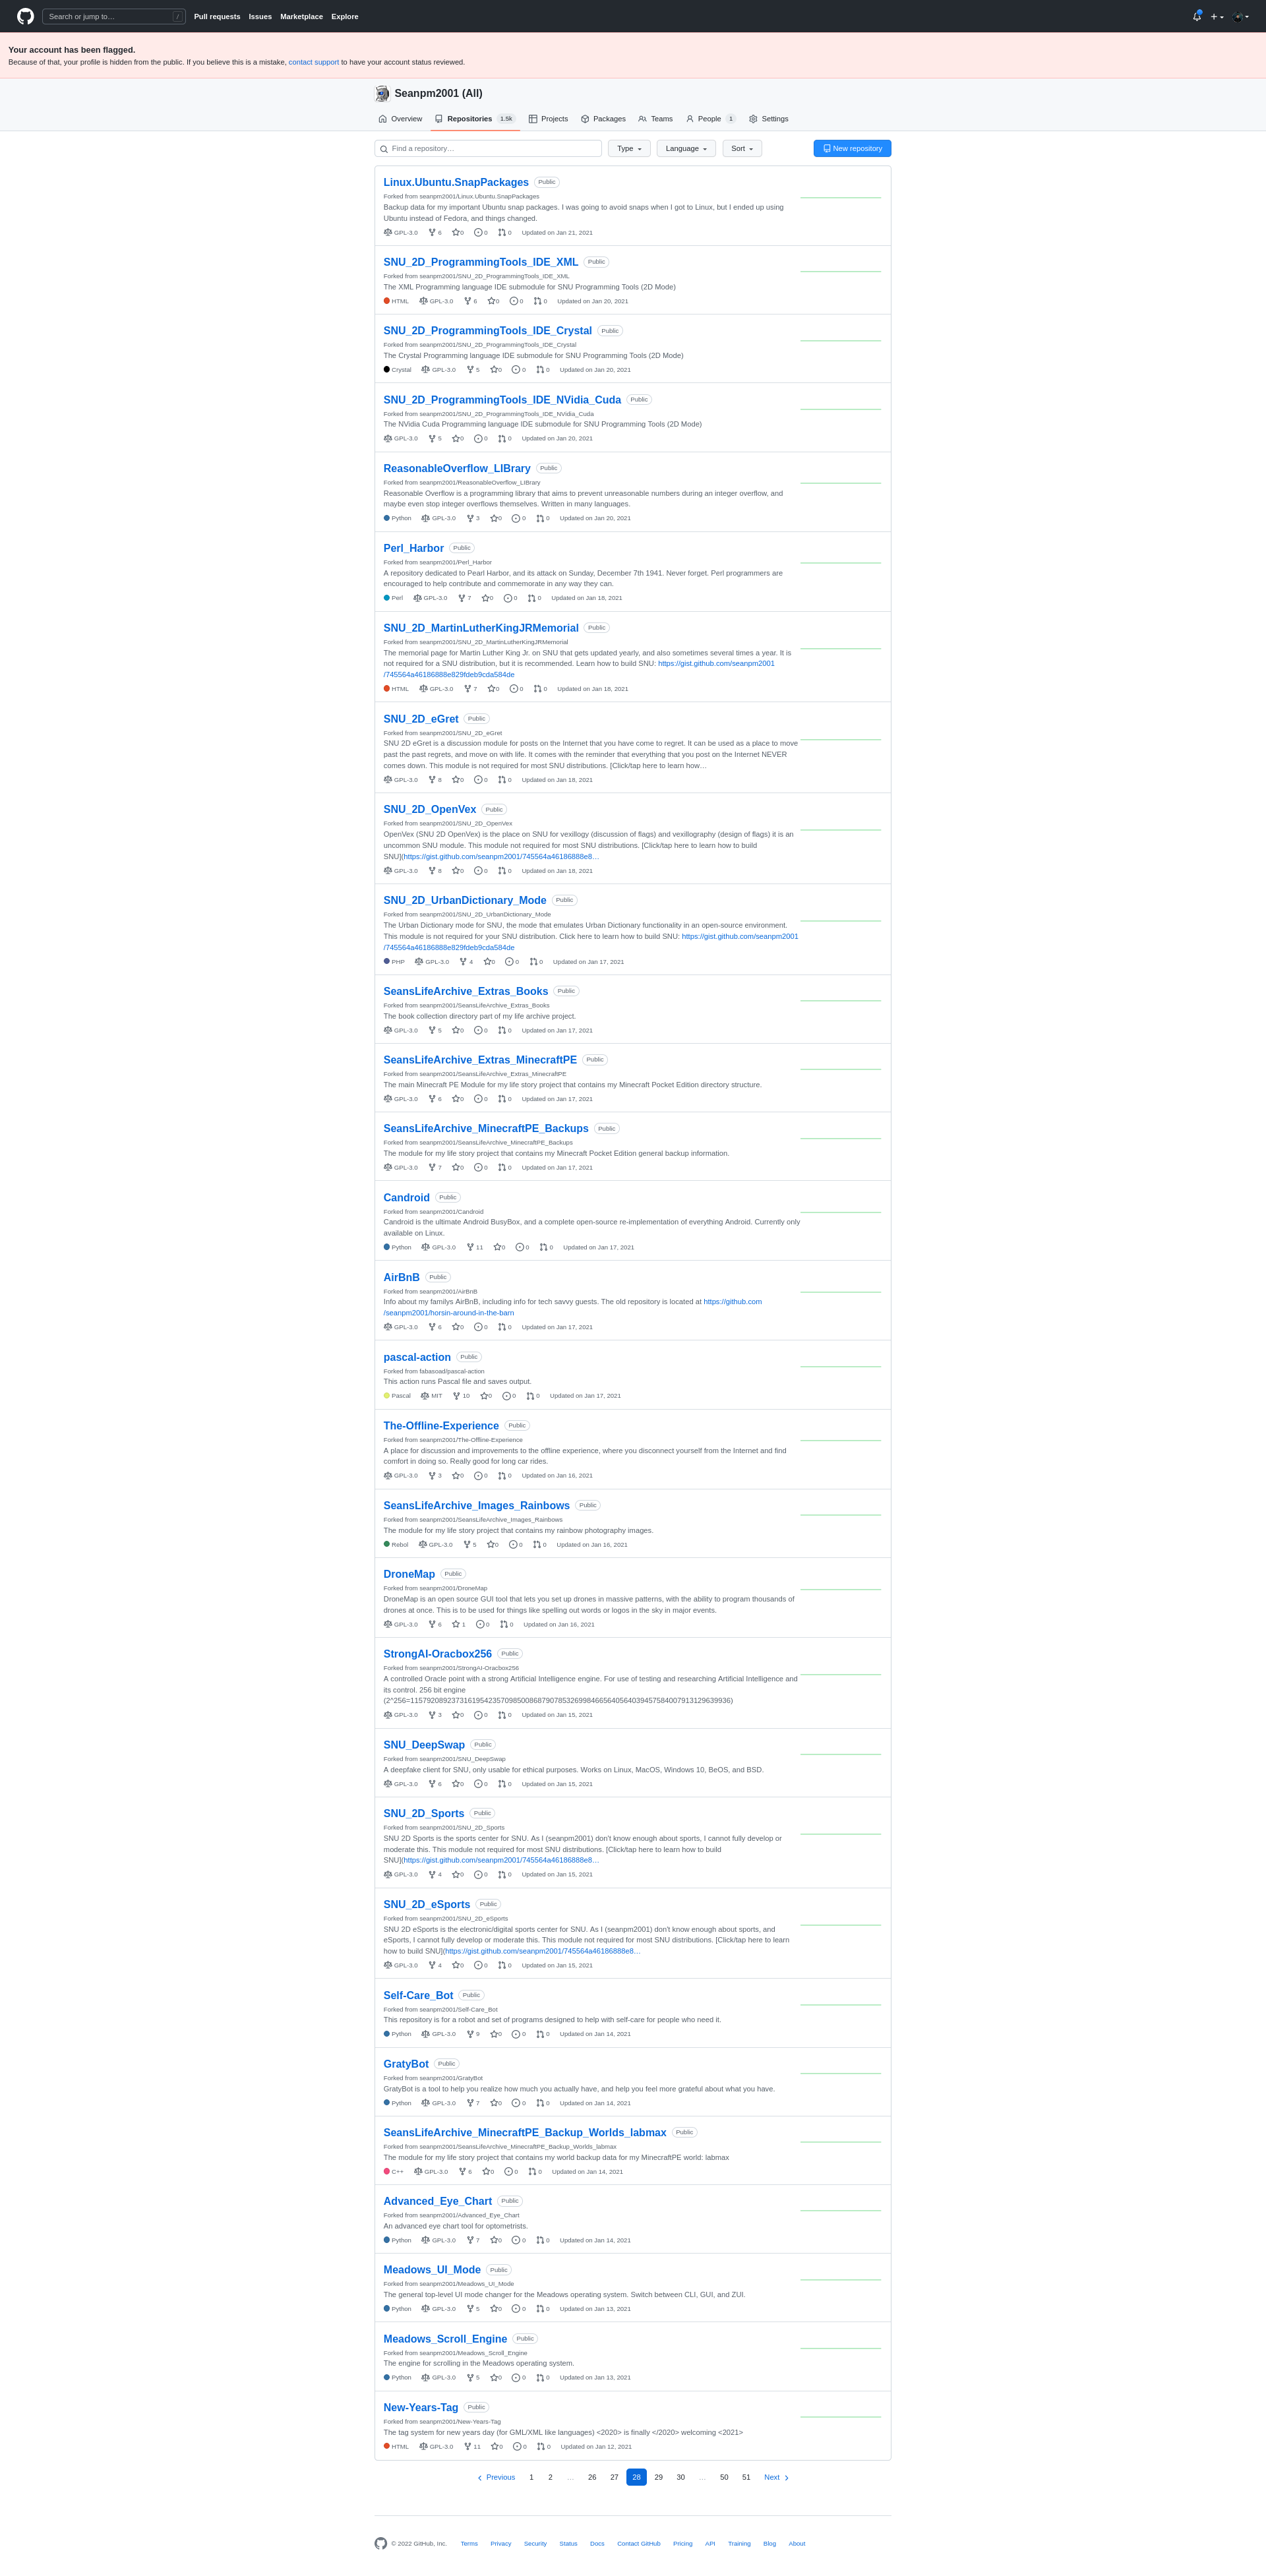 Search or jump to… /
Pull requests Issues Marketplace Explore
Your account has been flagged.
Because of that, your profile is hidden from the public. If you believe this is a mistake, contact support to have your account status reviewed.
Seanpm2001 (All)
Overview Repositories 1.5k Projects Packages Teams People 1 Settings
Find a repository… Type Language Sort New repository
Linux.Ubuntu.SnapPackages Public
Forked from seanpm2001/Linux.Ubuntu.SnapPackages
Backup data for my important Ubuntu snap packages. I was going to avoid snaps when I got to Linux, but I ended up using
Ubuntu instead of Fedora, and things changed.
GPL-3.0 6 0 0 0 Updated on Jan 21, 2021
SNU_2D_ProgrammingTools_IDE_XML Public
Forked from seanpm2001/SNU_2D_ProgrammingTools_IDE_XML
The XML Programming language IDE submodule for SNU Programming Tools (2D Mode)
HTML GPL-3.0 6 0 0 0 Updated on Jan 20, 2021
SNU_2D_ProgrammingTools_IDE_Crystal Public
Forked from seanpm2001/SNU_2D_ProgrammingTools_IDE_Crystal
The Crystal Programming language IDE submodule for SNU Programming Tools (2D Mode)
Crystal GPL-3.0 5 0 0 0 Updated on Jan 20, 2021
SNU_2D_ProgrammingTools_IDE_NVidia_Cuda Public
Forked from seanpm2001/SNU_2D_ProgrammingTools_IDE_NVidia_Cuda
The NVidia Cuda Programming language IDE submodule for SNU Programming Tools (2D Mode)
GPL-3.0 5 0 0 0 Updated on Jan 20, 2021
ReasonableOverflow_LIBrary Public
Forked from seanpm2001/ReasonableOverflow_LIBrary
Reasonable Overflow is a programming library that aims to prevent unreasonable numbers during an integer overflow, and
maybe even stop integer overflows themselves. Written in many languages.
Python GPL-3.0 3 0 0 0 Updated on Jan 20, 2021
Perl_Harbor Public
Forked from seanpm2001/Perl_Harbor
A repository dedicated to Pearl Harbor, and its attack on Sunday, December 7th 1941. Never forget. Perl programmers are
encouraged to help contribute and commemorate in any way they can.
Perl GPL-3.0 7 0 0 0 Updated on Jan 18, 2021
SNU_2D_MartinLutherKingJRMemorial Public
Forked from seanpm2001/SNU_2D_MartinLutherKingJRMemorial
The memorial page for Martin Luther King Jr. on SNU that gets updated yearly, and also sometimes several times a year. It is
not required for a SNU distribution, but it is recommended. Learn how to build SNU: https://gist.github.com/seanpm2001
/745564a46186888e829fdeb9cda584de
HTML GPL-3.0 7 0 0 0 Updated on Jan 18, 2021
SNU_2D_eGret Public
Forked from seanpm2001/SNU_2D_eGret
SNU 2D eGret is a discussion module for posts on the Internet that you have come to regret. It can be used as a place to move
past the past regrets, and move on with life. It comes with the reminder that everything that you post on the Internet NEVER
comes down. This module is not required for most SNU distributions. [Click/tap here to learn how…
GPL-3.0 8 0 0 0 Updated on Jan 18, 2021
SNU_2D_OpenVex Public
Forked from seanpm2001/SNU_2D_OpenVex
OpenVex (SNU 2D OpenVex) is the place on SNU for vexillogy (discussion of flags) and vexillography (design of flags) it is an
uncommon SNU module. This module not required for most SNU distributions. [Click/tap here to learn how to build
SNU](https://gist.github.com/seanpm2001/745564a46186888e8…
GPL-3.0 8 0 0 0 Updated on Jan 18, 2021
SNU_2D_UrbanDictionary_Mode Public
Forked from seanpm2001/SNU_2D_UrbanDictionary_Mode
The Urban Dictionary mode for SNU, the mode that emulates Urban Dictionary functionality in an open-source environment.
This module is not required for your SNU distribution. Click here to learn how to build SNU: https://gist.github.com/seanpm2001
/745564a46186888e829fdeb9cda584de
PHP GPL-3.0 4 0 0 0 Updated on Jan 17, 2021
SeansLifeArchive_Extras_Books Public
Forked from seanpm2001/SeansLifeArchive_Extras_Books
The book collection directory part of my life archive project.
GPL-3.0 5 0 0 0 Updated on Jan 17, 2021
SeansLifeArchive_Extras_MinecraftPE Public
Forked from seanpm2001/SeansLifeArchive_Extras_MinecraftPE
The main Minecraft PE Module for my life story project that contains my Minecraft Pocket Edition directory structure.
GPL-3.0 6 0 0 0 Updated on Jan 17, 2021
SeansLifeArchive_MinecraftPE_Backups Public
Forked from seanpm2001/SeansLifeArchive_MinecraftPE_Backups
The module for my life story project that contains my Minecraft Pocket Edition general backup information.
GPL-3.0 7 0 0 0 Updated on Jan 17, 2021
Candroid Public
Forked from seanpm2001/Candroid
Candroid is the ultimate Android BusyBox, and a complete open-source re-implementation of everything Android. Currently only
available on Linux.
Python GPL-3.0 11 0 0 0 Updated on Jan 17, 2021
AirBnB Public
Forked from seanpm2001/AirBnB
Info about my familys AirBnB, including info for tech savvy guests. The old repository is located at https://github.com
/seanpm2001/horsin-around-in-the-barn
GPL-3.0 6 0 0 0 Updated on Jan 17, 2021
pascal-action Public
Forked from fabasoad/pascal-action
This action runs Pascal file and saves output.
Pascal MIT 10 0 0 0 Updated on Jan 17, 2021
The-Offline-Experience Public
Forked from seanpm2001/The-Offline-Experience
A place for discussion and improvements to the offline experience, where you disconnect yourself from the Internet and find
comfort in doing so. Really good for long car rides.
GPL-3.0 3 0 0 0 Updated on Jan 16, 2021
SeansLifeArchive_Images_Rainbows Public
Forked from seanpm2001/SeansLifeArchive_Images_Rainbows
The module for my life story project that contains my rainbow photography images.
Rebol GPL-3.0 5 0 0 0 Updated on Jan 16, 2021
DroneMap Public
Forked from seanpm2001/DroneMap
DroneMap is an open source GUI tool that lets you set up drones in massive patterns, with the ability to program thousands of
drones at once. This is to be used for things like spelling out words or logos in the sky in major events.
GPL-3.0 6 1 0 0 Updated on Jan 16, 2021
StrongAI-Oracbox256 Public
Forked from seanpm2001/StrongAI-Oracbox256
A controlled Oracle point with a strong Artificial Intelligence engine. For use of testing and researching Artificial Intelligence and
its control. 256 bit engine
(2^256=115792089237316195423570985008687907853269984665640564039457584007913129639936)
GPL-3.0 3 0 0 0 Updated on Jan 15, 2021
SNU_DeepSwap Public
Forked from seanpm2001/SNU_DeepSwap
A deepfake client for SNU, only usable for ethical purposes. Works on Linux, MacOS, Windows 10, BeOS, and BSD.
GPL-3.0 6 0 0 0 Updated on Jan 15, 2021
SNU_2D_Sports Public
Forked from seanpm2001/SNU_2D_Sports
SNU 2D Sports is the sports center for SNU. As I (seanpm2001) don't know enough about sports, I cannot fully develop or
moderate this. This module not required for most SNU distributions. [Click/tap here to learn how to build
SNU](https://gist.github.com/seanpm2001/745564a46186888e8…
GPL-3.0 4 0 0 0 Updated on Jan 15, 2021
SNU_2D_eSports Public
Forked from seanpm2001/SNU_2D_eSports
SNU 2D eSports is the electronic/digital sports center for SNU. As I (seanpm2001) don't know enough about sports, and
eSports, I cannot fully develop or moderate this. This module not required for most SNU distributions. [Click/tap here to learn
how to build SNU](https://gist.github.com/seanpm2001/745564a46186888e8…
GPL-3.0 4 0 0 0 Updated on Jan 15, 2021
Self-Care_Bot Public
Forked from seanpm2001/Self-Care_Bot
This repository is for a robot and set of programs designed to help with self-care for people who need it.
Python GPL-3.0 9 0 0 0 Updated on Jan 14, 2021
GratyBot Public
Forked from seanpm2001/GratyBot
GratyBot is a tool to help you realize how much you actually have, and help you feel more grateful about what you have.
Python GPL-3.0 7 0 0 0 Updated on Jan 14, 2021
SeansLifeArchive_MinecraftPE_Backup_Worlds_labmax Public
Forked from seanpm2001/SeansLifeArchive_MinecraftPE_Backup_Worlds_labmax
The module for my life story project that contains my world backup data for my MinecraftPE world: labmax
C++ GPL-3.0 6 0 0 0 Updated on Jan 14, 2021
Advanced_Eye_Chart Public
Forked from seanpm2001/Advanced_Eye_Chart
An advanced eye chart tool for optometrists.
Python GPL-3.0 7 0 0 0 Updated on Jan 14, 2021
Meadows_UI_Mode Public
Forked from seanpm2001/Meadows_UI_Mode
The general top-level UI mode changer for the Meadows operating system. Switch between CLI, GUI, and ZUI.
Python GPL-3.0 5 0 0 0 Updated on Jan 13, 2021
Meadows_Scroll_Engine Public
Forked from seanpm2001/Meadows_Scroll_Engine
The engine for scrolling in the Meadows operating system.
Python GPL-3.0 5 0 0 0 Updated on Jan 13, 2021
New-Years-Tag Public
Forked from seanpm2001/New-Years-Tag
The tag system for new years day (for GML/XML like languages) <2020> is finally </2020> welcoming <2021>
HTML GPL-3.0 11 0 0 0 Updated on Jan 12, 2021
Previous 1 2 … 26 27 28 29 30 … 50 51 Next
© 2022 GitHub, Inc. Terms Privacy Security Status Docs Contact GitHub Pricing API Training Blog About